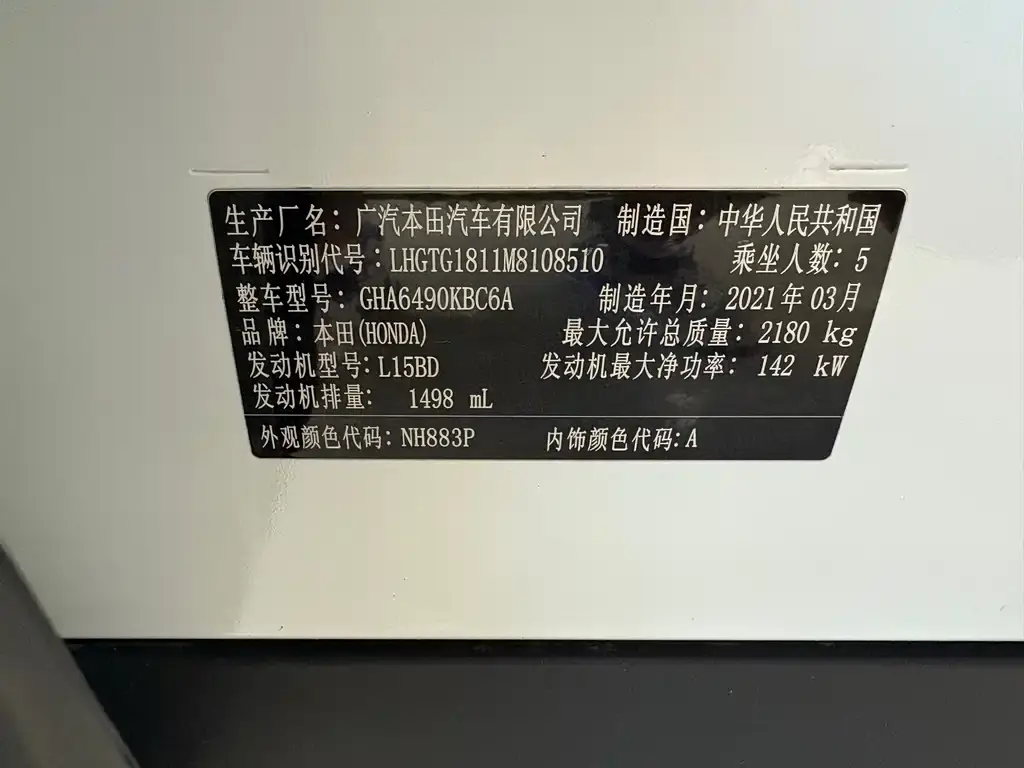 生产厂名：广汽本田汽车有限公司 制造国：中华人民共和国
车辆识别代号：LHGTG1811M8108510 乘坐人数：5
整车型号：GHA6490KBC6A 制造年月：2021年03月
品牌：本田(HONDA) 最大允许总质量：2180 kg
发动机型号：L15BD 发动机最大净功率：142 kW
发动机排量：1498 mL
外观颜色代码：NH883P 内饰颜色代码：A